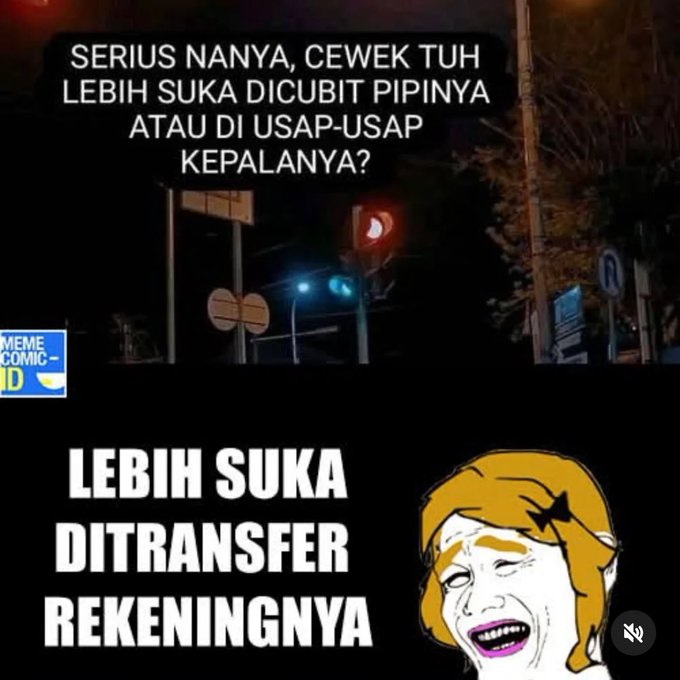 SERIUS NANYA, CEWEK TUH
LEBIH SUKA DICUBIT PIPINYA
ATAU DI USAP-USAP
KEPALANYA?
MEME
COMIC-
ID
LEBIH SUKA
DITRANSFER
REKENINGNYA